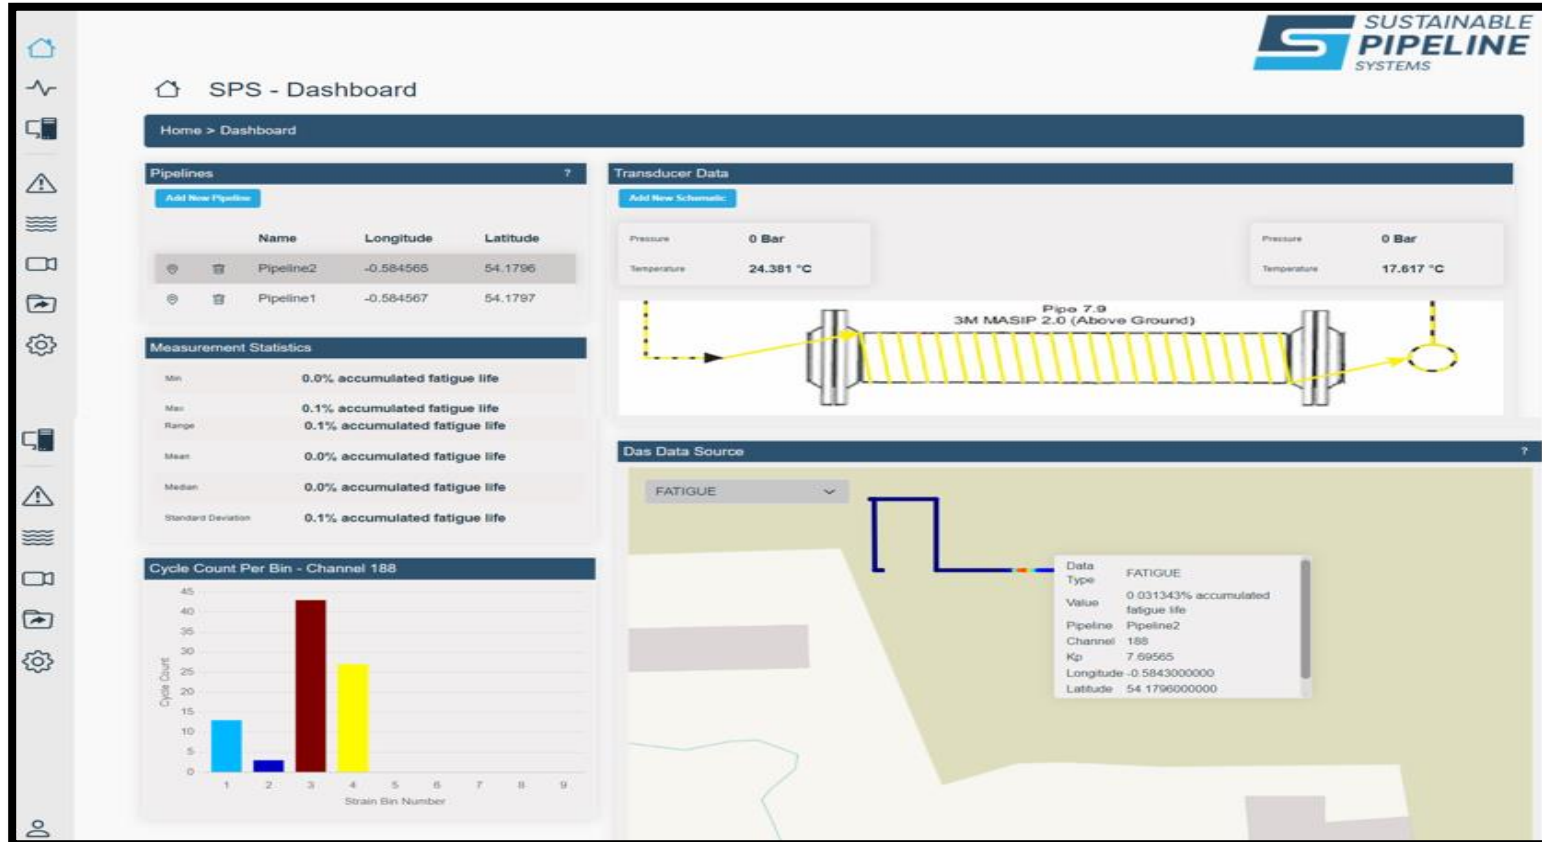 SUSTAINABLE
PIPELINE
SYSTEMS
SPS - Dashboard
Home > Dashboard
Pipelines ?
Add New Pipeline
Name Longitude Latitude
Pipeline2 -0.584565 54.1796
Pipeline1 -0.584567 54.1797
Measurement Statistics
Min 0.0% accumulated fatigue life
Max 0.1% accumulated fatigue life
Range 0.1% accumulated fatigue life
Mean 0.0% accumulated fatigue life
Median 0.0% accumulated fatigue life
Standard Deviation 0.1% accumulated fatigue life
Cycle Count Per Bin - Channel 188
45
40
35
30
25
20
15
10
5
0
Cycle Count
1 2 3 4 5 6 7 8 9
Strain Bin Number
Transducer Data
Add New Schematic
Pressure 0 Bar
Temperature 24.381 °C
Pressure 0 Bar
Temperature 17.617 °C
Pipe 7.9
3M MASIP 2.0 (Above Ground)
Das Data Source ?
FATIGUE
Data
Type FATIGUE
Value 0.031343% accumulated
fatigue life
Pipeline Pipeline2
Channel 188
Kp 7.69565
Longitude -0.5843000000
Latitude 54.1796000000